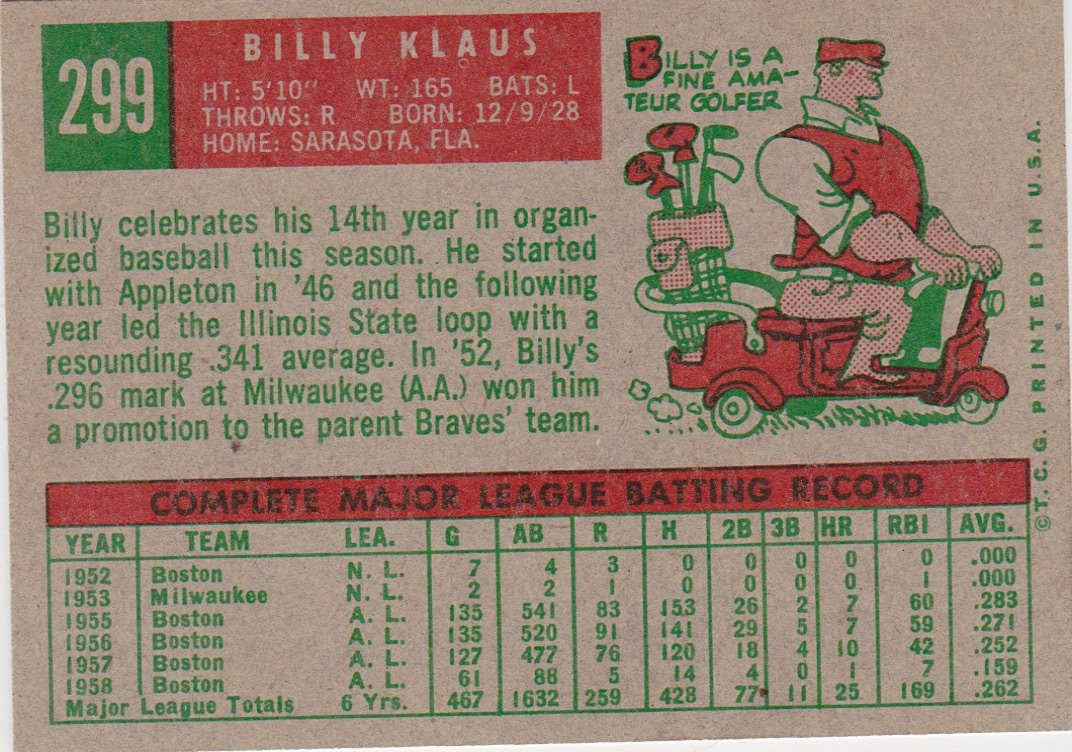 299
BILLY KLAUS
HT: 5'10" WT: 165 BATS: L
THROWS: R BORN: 12/9/28
HOME: SARASOTA, FLA.
BILLY IS A
FINE AMA-
TEUR GOLFER
Billy celebrates his 14th year in organ-
ized baseball this season. He started
with Appleton in '46 and the following
year led the Illinois State loop with a
resounding .341 average. In '52, Billy's
.296 mark at Milwaukee (A.A.) won him
a promotion to the parent Braves' team.
COMPLETE MAJOR LEAGUE BATTING RECORD
YEAR TEAM LEA. G AB R H 2B 3B HR RBI AVG.
1952 Boston N. L. 7 4 3 0 0 0 0 0 .000
1953 Milwaukee N. L. 2 2 1 0 0 0 0 1 .000
1955 Boston A. L. 135 541 83 153 26 2 7 60 .283
1956 Boston A. L. 135 520 91 141 29 5 7 59 .271
1957 Boston A. L. 127 477 76 120 18 4 10 42 .252
1958 Boston A. L. 61 88 5 14 4 0 1 7 .159
Major League Totals 6 Yrs. 467 1632 259 428 77 11 25 169 .262
©T. C. G. PRINTED IN U.S.A.